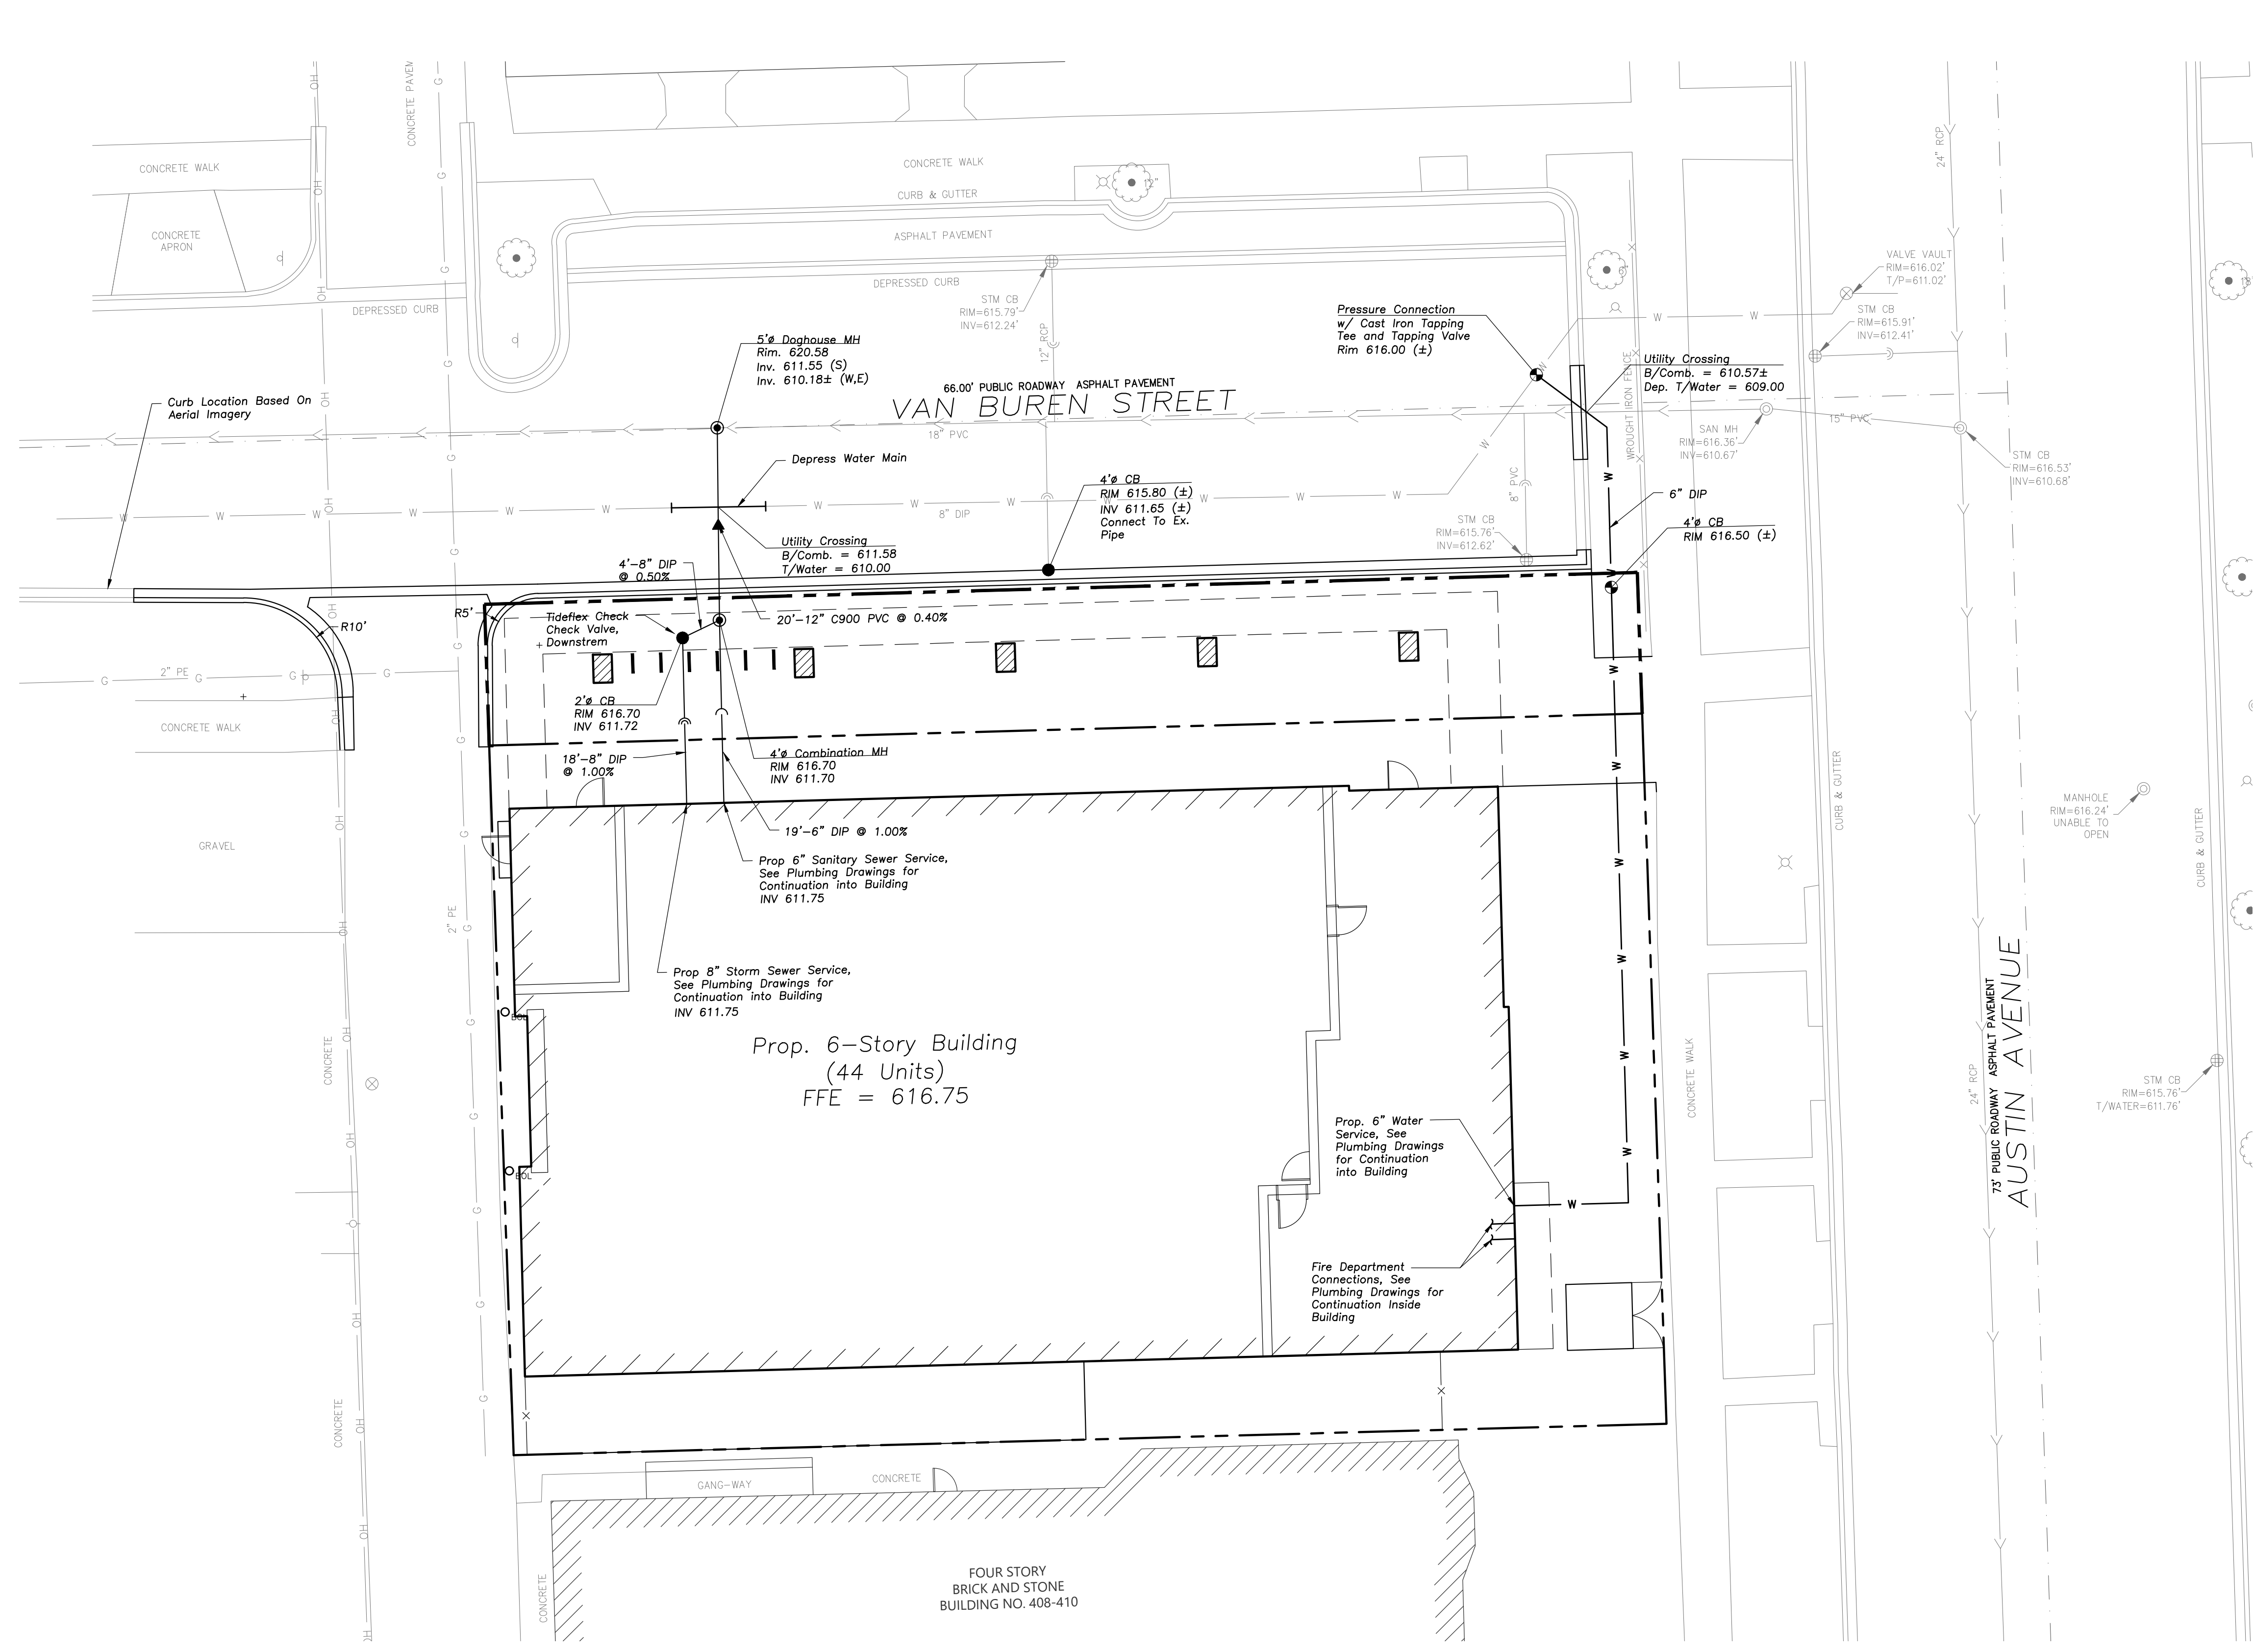 CONCRETE PAVEM
OH
G
CONCRETE WALK
CONCRETE
APRON
CONCRETE WALK
CURB & GUTTER
12"
ASPHALT PAVEMENT
DEPRESSED CURB
DEPRESSED CURB
24" RCP
6"
18"
VALVE VAULT
RIM=616.02'
T/P=611.02'
STM CB
RIM=615.79'
INV=612.24'
12" RCP
Pressure Connection
w/ Cast Iron Tapping
Tee and Tapping Valve
Rim 616.00 (±)
STM CB
RIM=615.91'
INV=612.41'
5'ø Doghouse MH
Rim. 620.58
Inv. 611.55 (S)
Inv. 610.18± (W,E)
WROUGHT IRON FENCE
Utility Crossing
B/Comb. = 610.57±
Dep. T/Water = 609.00
Curb Location Based On
Aerial Imagery
66.00' PUBLIC ROADWAY ASPHALT PAVEMENT
VAN BUREN STREET
18" PVC
15" PVC
SAN MH
RIM=616.36'
INV=610.67'
STM CB
RIM=616.53'
INV=610.68'
Depress Water Main
4'ø CB
RIM 615.80 (±)
INV 611.65 (±)
Connect To Ex.
Pipe
8" PVC
6" DIP
W
8" DIP
STM CB
RIM=615.76'
INV=612.62'
4'ø CB
RIM 616.50 (±)
Utility Crossing
B/Comb. = 611.58
T/Water = 610.00
4'-8" DIP
@ 0.50%
R10'
R5'
Tideflex Check
Check Valve,
Downstrem
20'-12" C900 PVC @ 0.40%
2" PE
2'ø CB
RIM 616.70
INV 611.72
CONCRETE WALK
18'-8" DIP
@ 1.00%
4'ø Combination MH
RIM 616.70
INV 611.70
CURB & GUTTER
MANHOLE
RIM=616.24'
UNABLE TO
OPEN
CURB & GUTTER
GRAVEL
19'-6" DIP @ 1.00%
Prop 6" Sanitary Sewer Service,
See Plumbing Drawings for
Continuation into Building
INV 611.75
2" PE
Prop 8" Storm Sewer Service,
See Plumbing Drawings for
Continuation into Building
INV 611.75
BOL
Prop. 6-Story Building
(44 Units)
FFE = 616.75
CONCRETE
CONCRETE WALK
24" RCP
73' PUBLIC ROADWAY ASPHALT PAVEMENT
AUSTIN AVENUE
STM CB
RIM=615.76'
T/WATER=611.76'
Prop. 6" Water
Service, See
Plumbing Drawings
for Continuation
into Building
BOL
Fire Department
Connections, See
Plumbing Drawings for
Continuation Inside
Building
CONCRETE
GANG-WAY
CONCRETE
CONCRETE
FOUR STORY
BRICK AND STONE
BUILDING NO. 408-410